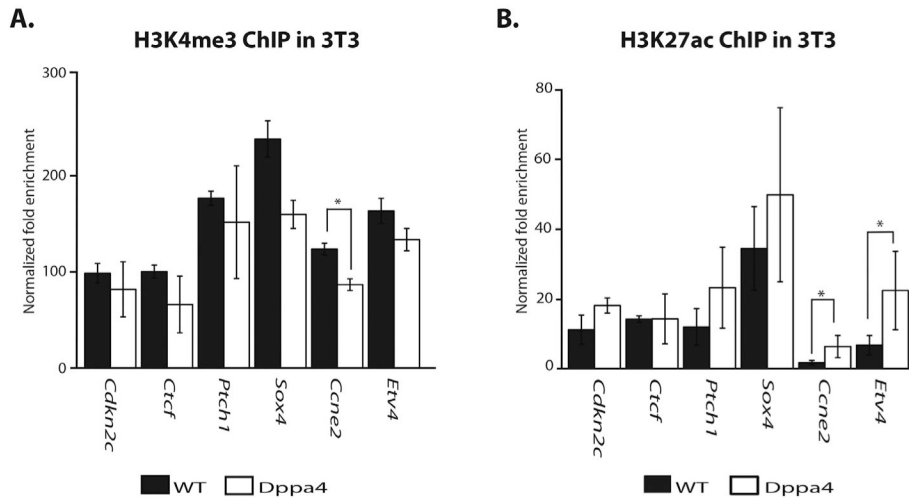 A.
H3K4me3 ChIP in 3T3
Normalized fold enrichment
300
200
100
0
*
Cdkn2c
Ctcf
Ptch1
Sox4
Ccne2
Etv4
WT
Dppa4
B.
H3K27ac ChIP in 3T3
Normalized fold enrichment
80
60
40
20
0
*
*
Cdkn2c
Ctcf
Ptch1
Sox4
Ccne2
Etv4
WT
Dppa4